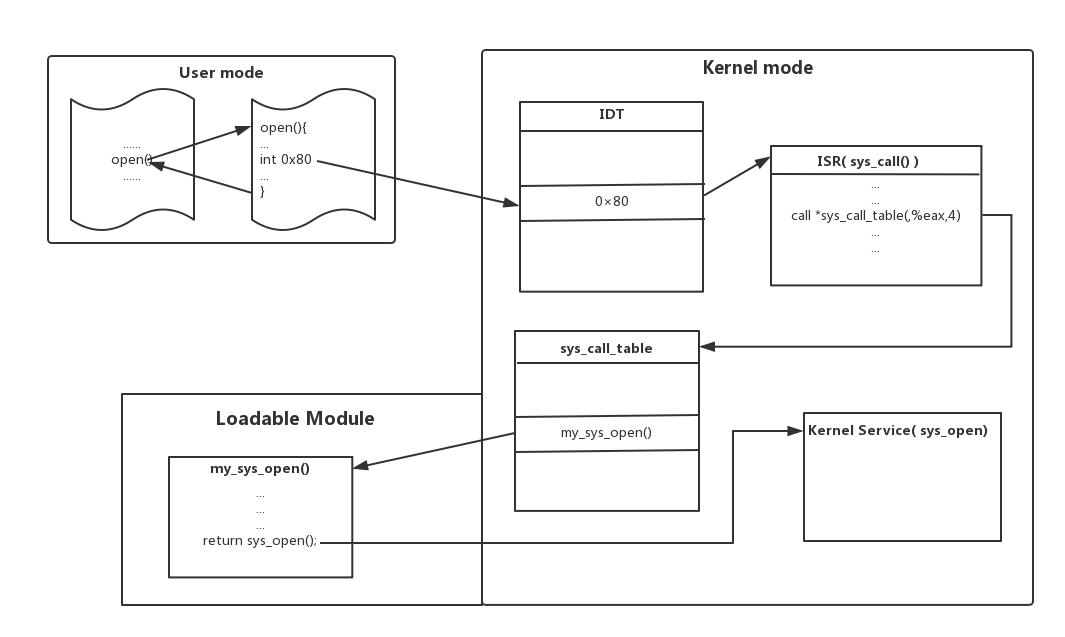 User mode
......
open()
......
open(){
...
int 0x80
...
}
Kernel mode
IDT
0×80
ISR( sys_call() )
...
...
call *sys_call_table(,%eax,4)
...
...
sys_call_table
my_sys_open()
Loadable Module
my_sys_open()
...
...
...
return sys_open();
Kernel Service( sys_open)